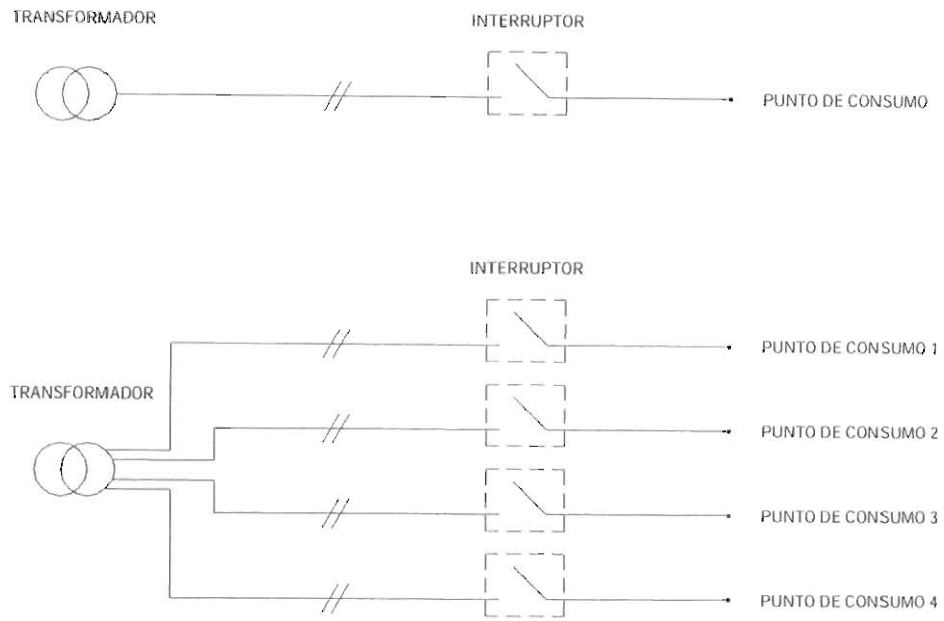 TRANSFORMADOR
INTERRUPTOR
PUNTO DE CONSUMO
INTERRUPTOR
PUNTO DE CONSUMO 1
TRANSFORMADOR
PUNTO DE CONSUMO 2
PUNTO DE CONSUMO 3
PUNTO DE CONSUMO 4